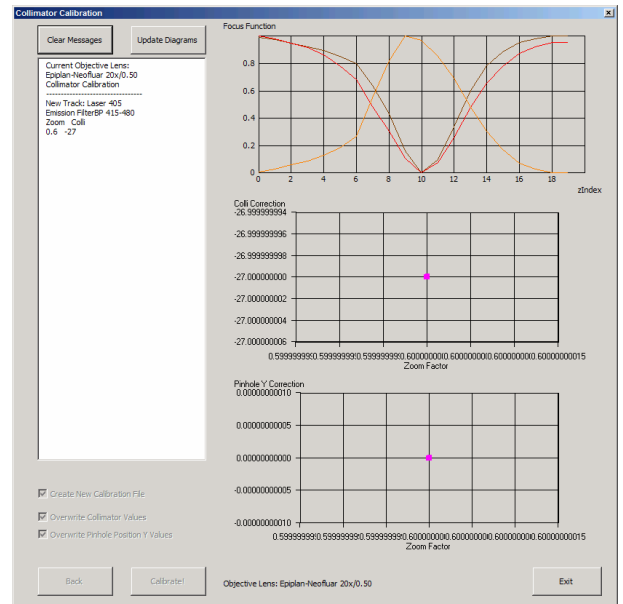 Collimator Calibration
Clear Messages
Update Diagrams
Current Objective Lens:
Epiplan-Neofluar 20x/0.50
Collimator Calibration
--------------------------------
New Track: Laser 405
Emission FilterBP 415-480
Zoom Colli
0.6 -27
Create New Calibration File
Overwrite Collimator Values
Overwrite Pinhole Position Y Values
Back
Calibrate!
Focus Function
0.8
0.6
0.4
0.2
0
0 2 4 6 8 10 12 14 16 18
zIndex
Colli Correction
-26.999999994
-26.999999996
-26.999999998
-27.000000000
-27.000000002
-27.000000004
-27.000000006
0.60000000015
Zoom Factor
Pinhole Y Correction
0.00000000010
0.00000000005
0.00000000000
-0.00000000005
-0.00000000010
0.60000000015
Zoom Factor
Objective Lens: Epiplan-Neofluar 20x/0.50
Exit